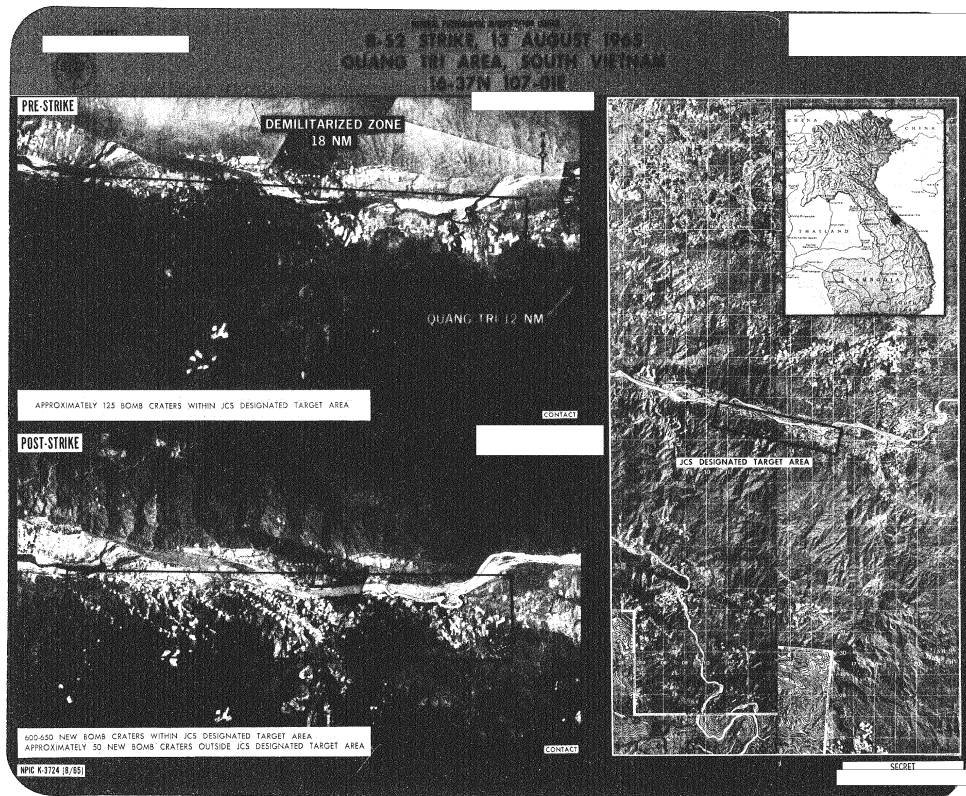 B-52 STRIKE, 13 AUGUST 1965
QUANG TRI AREA, SOUTH VIETNAM
16-37N 107-01E
PRE-STRIKE
DEMILITARIZED ZONE
18 NM
QUANG TRI 12 NM
APPROXIMATELY 125 BOMB CRATERS WITHIN JCS DESIGNATED TARGET AREA
CONTACT
POST-STRIKE
600-650 NEW BOMB CRATERS WITHIN JCS DESIGNATED TARGET AREA
APPROXIMATELY 50 NEW BOMB CRATERS OUTSIDE JCS DESIGNATED TARGET AREA
CONTACT
NPIC K-3724 (8/65)
CHINA
THAILAND
CAMBODIA
JCS DESIGNATED TARGET AREA
SECRET